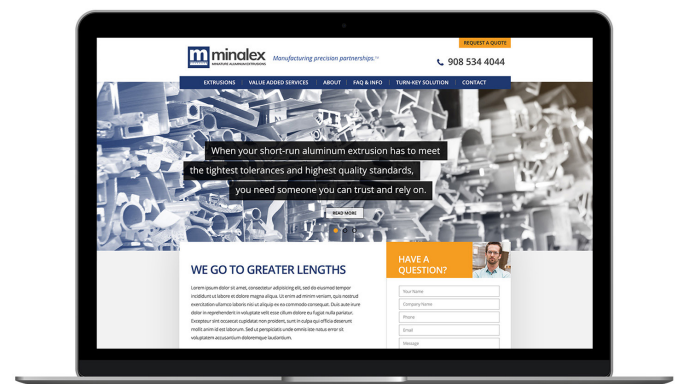 REQUEST A QUOTE
m minalex
MINIATURE ALUMINUM EXTRUSIONS
Manufacturing precision partnerships.™
908 534 4044
EXTRUSIONS | VALUE ADDED SERVICES | ABOUT | FAQ & INFO | TURN-KEY SOLUTION | CONTACT
When your short-run aluminum extrusion has to meet
the tightest tolerances and highest quality standards,
you need someone you can trust and rely on.
READ MORE
WE GO TO GREATER LENGTHS
Lorem ipsum dolor sit amet, consectetur adipisicing elit, sed do eiusmod tempor
incididunt ut labore et dolore magna aliqua. Ut enim ad minim veniam, quis nostrud
exercitation ullamco laboris nisi ut aliquip ex ea commodo consequat. Duis aute irure
dolor in reprehenderit in voluptate velit esse cillum dolore eu fugiat nulla pariatur.
Excepteur sint occaecat cupidatat non proident, sunt in culpa qui officia deserunt
mollit anim id est laborum. Sed ut perspiciatis unde omnis iste natus error sit
voluptatem accusantium doloremque laudantium.
HAVE A
QUESTION?
Your Name
Company Name
Phone
Email
Message